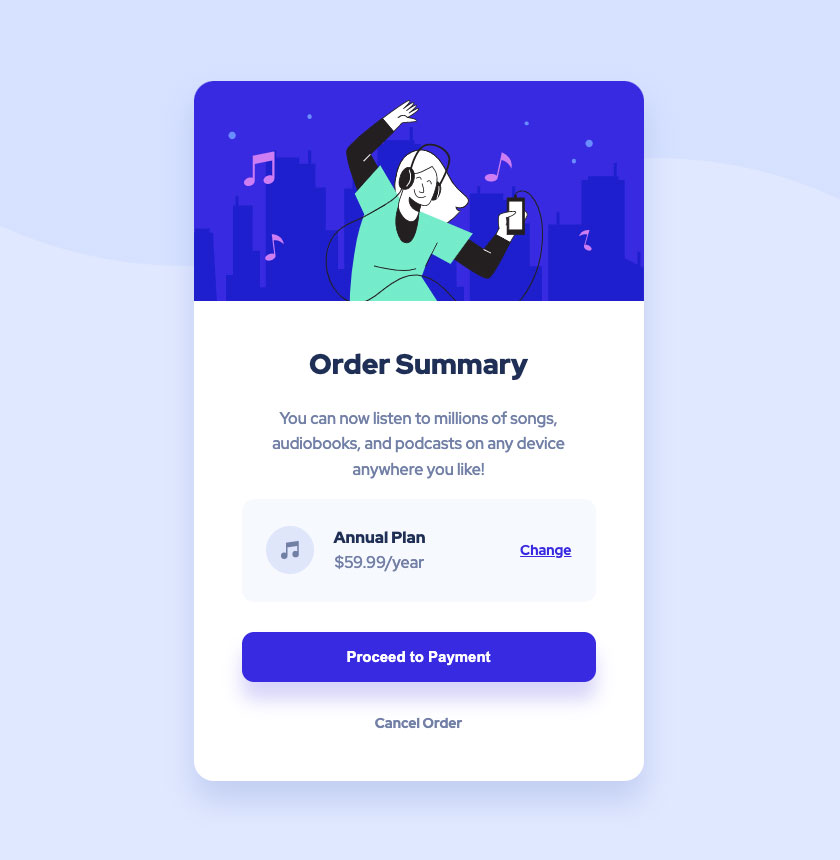 Order Summary
You can now listen to millions of songs,
audiobooks, and podcasts on any device
anywhere you like!
Annual Plan
$59.99/year
Change
Proceed to Payment
Cancel Order